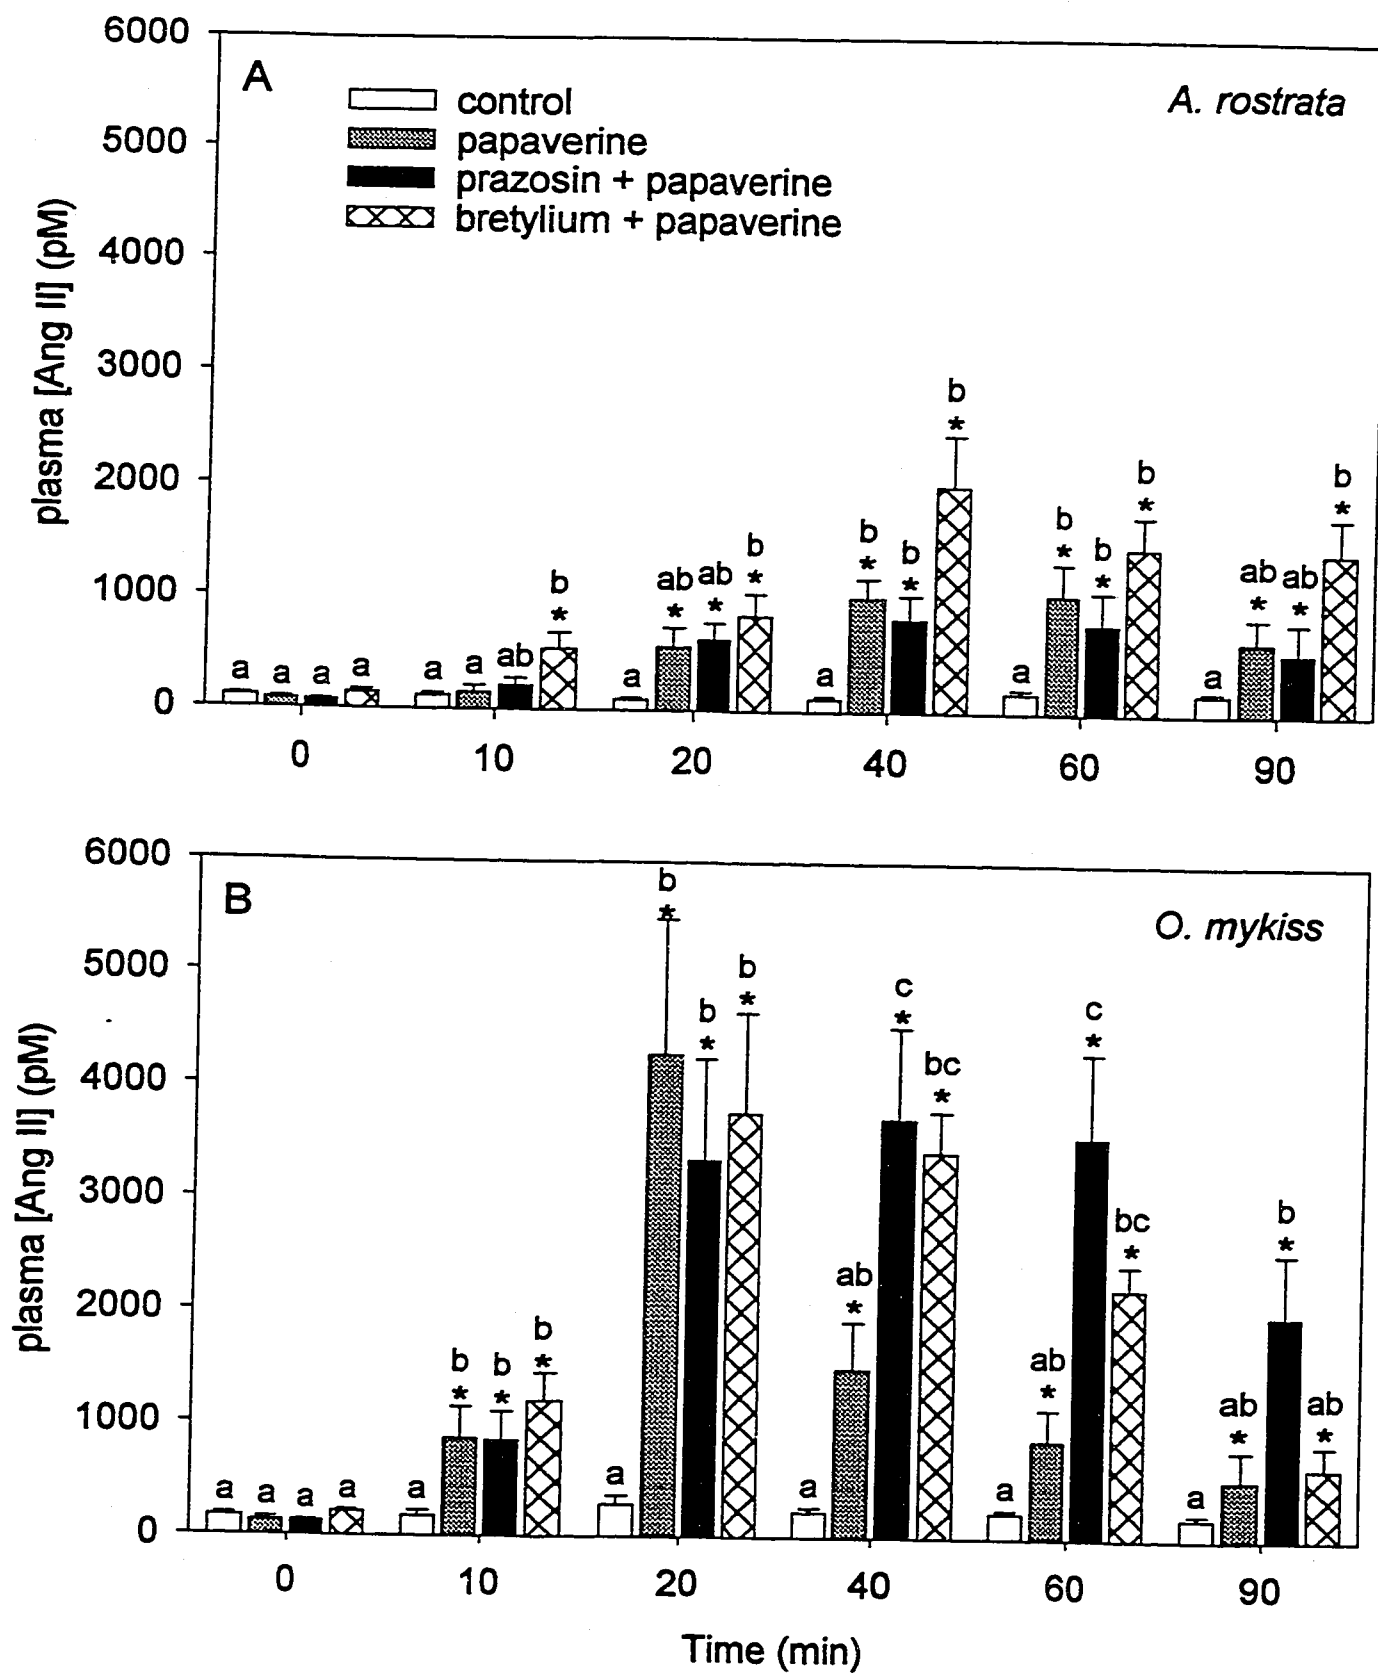 6000
A
A. rostrata
control
papaverine
prazosin + papaverine
bretylium + papaverine
5000
4000
3000
2000
1000
0
plasma [Ang II] (pM)
a a a a
a a ab b *
a ab * ab * b *
a b * b * b *
a b * b * b *
a ab * ab * b *
0 10 20 40 60 90
6000
B
O. mykiss
5000
4000
3000
2000
1000
0
plasma [Ang II] (pM)
a a a a
a b * b * b *
a b * b * b *
a ab * c * bc *
a ab * c * bc *
a ab * b * ab *
0 10 20 40 60 90
Time (min)